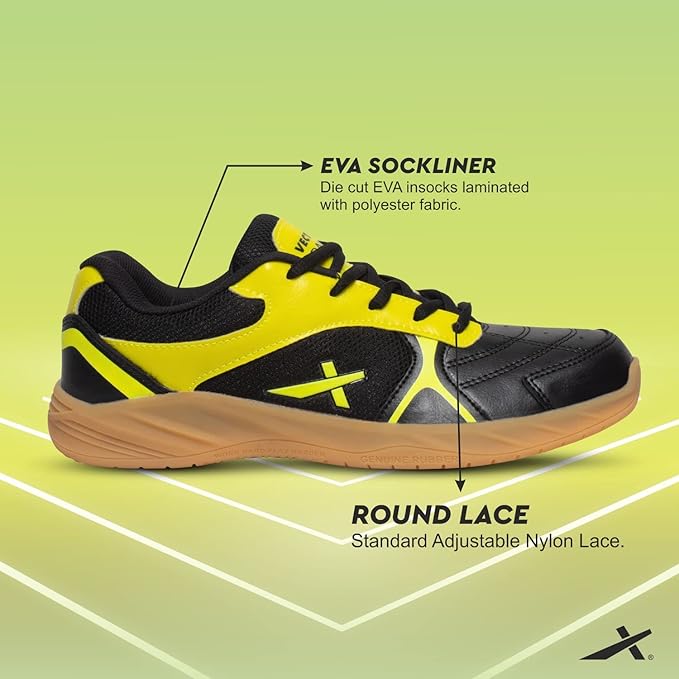 EVA SOCKLINER
Die cut EVA insocks laminated
with polyester fabric.
GENUINE RUBBER
ROUND LACE
Standard Adjustable Nylon Lace.
®